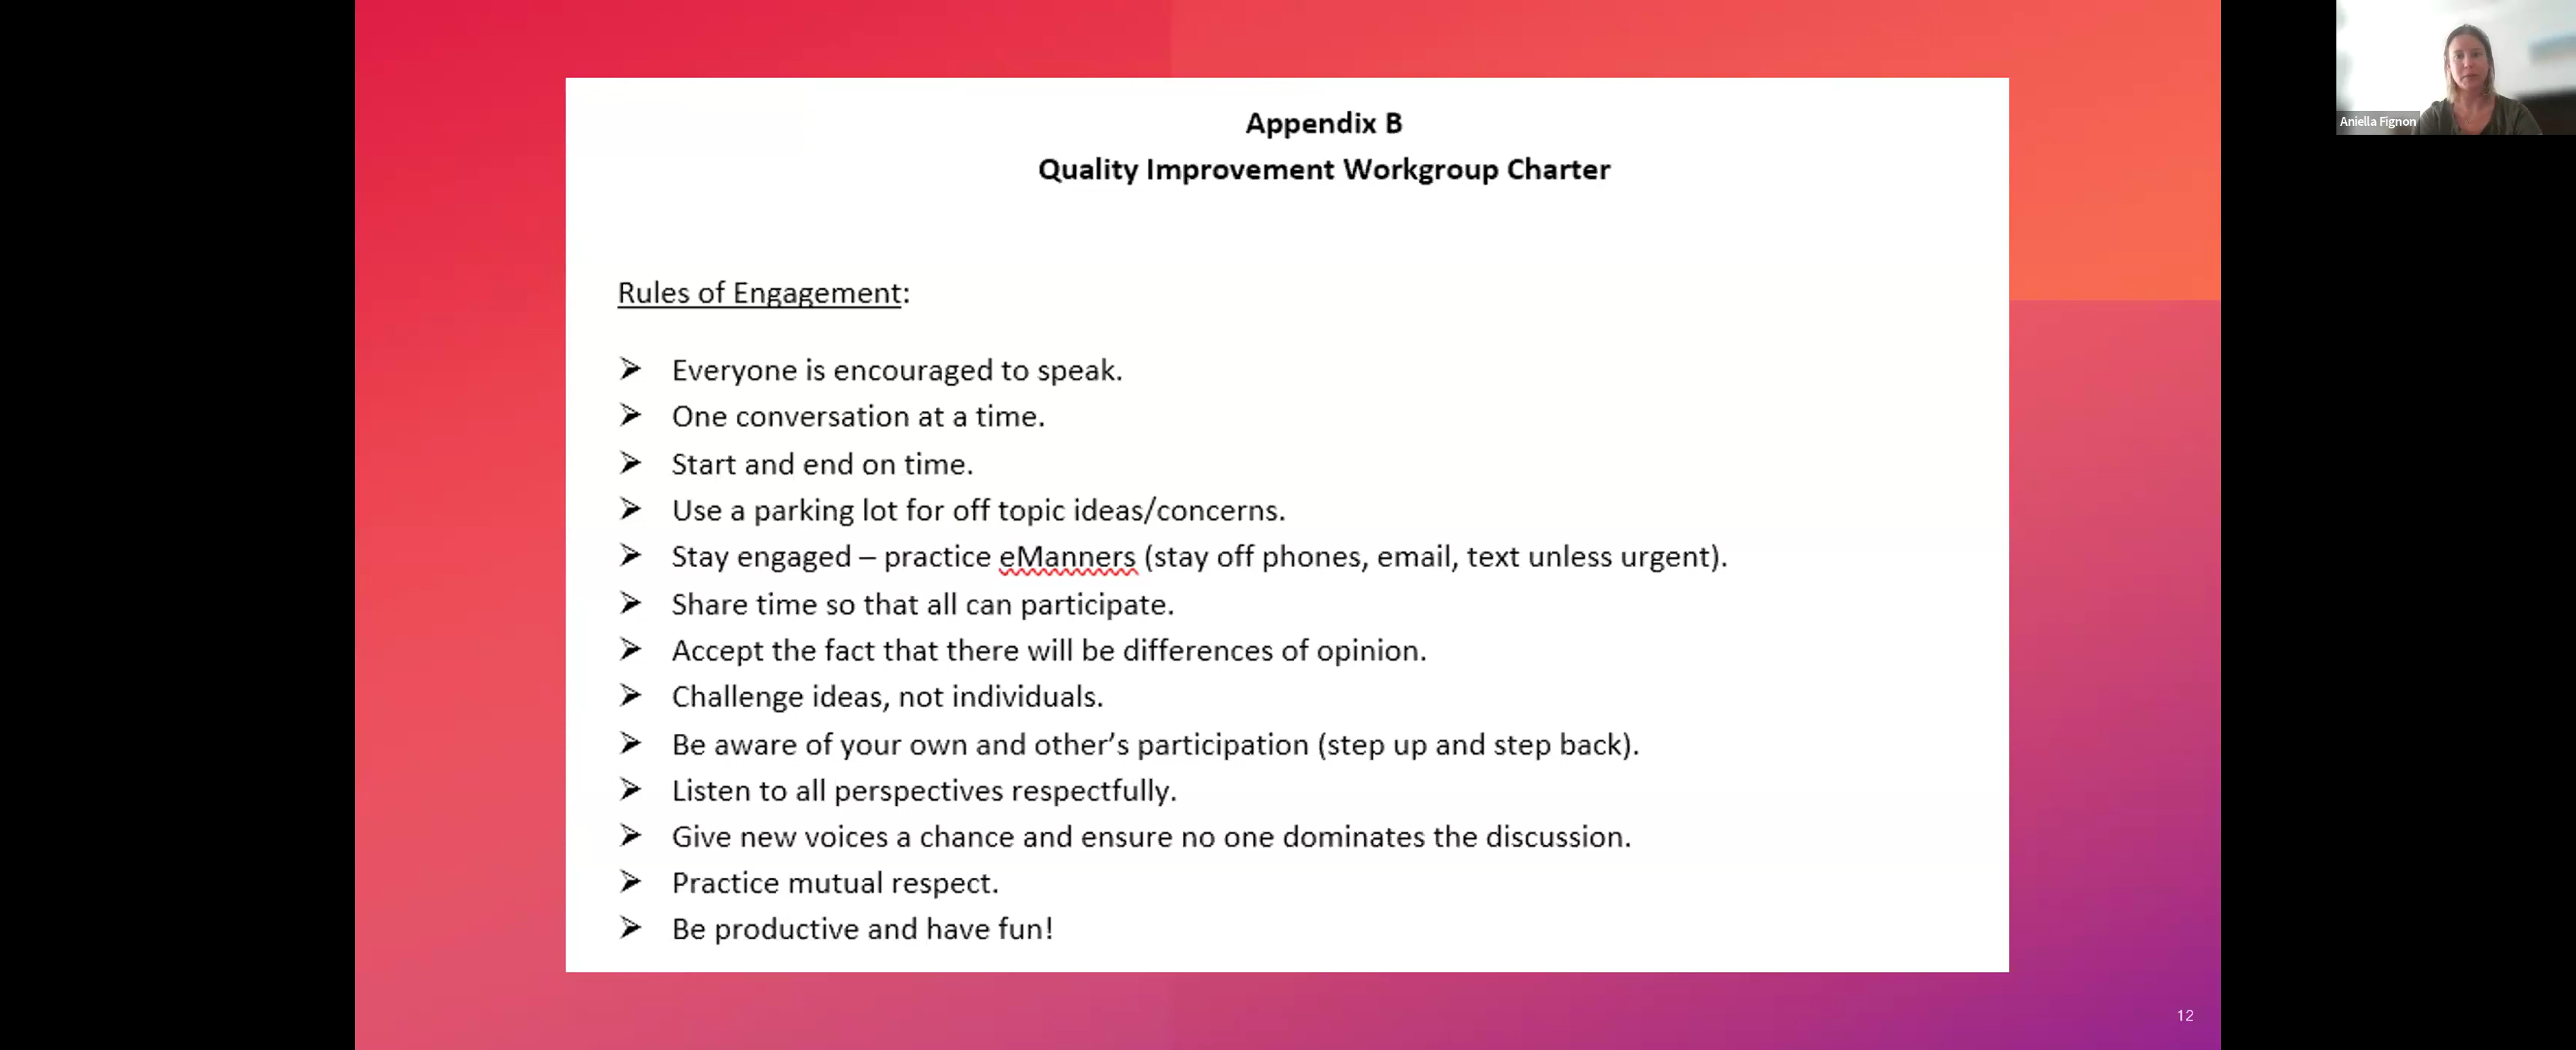 Appendix B
Quality Improvement Workgroup Charter
Rules of Engagement:
➢ Everyone is encouraged to speak.
➢ One conversation at a time.
➢ Start and end on time.
➢ Use a parking lot for off topic ideas/concerns.
➢ Stay engaged – practice eManners (stay off phones, email, text unless urgent).
➢ Share time so that all can participate.
➢ Accept the fact that there will be differences of opinion.
➢ Challenge ideas, not individuals.
➢ Be aware of your own and other’s participation (step up and step back).
➢ Listen to all perspectives respectfully.
➢ Give new voices a chance and ensure no one dominates the discussion.
➢ Practice mutual respect.
➢ Be productive and have fun!
12
Aniella Fignon